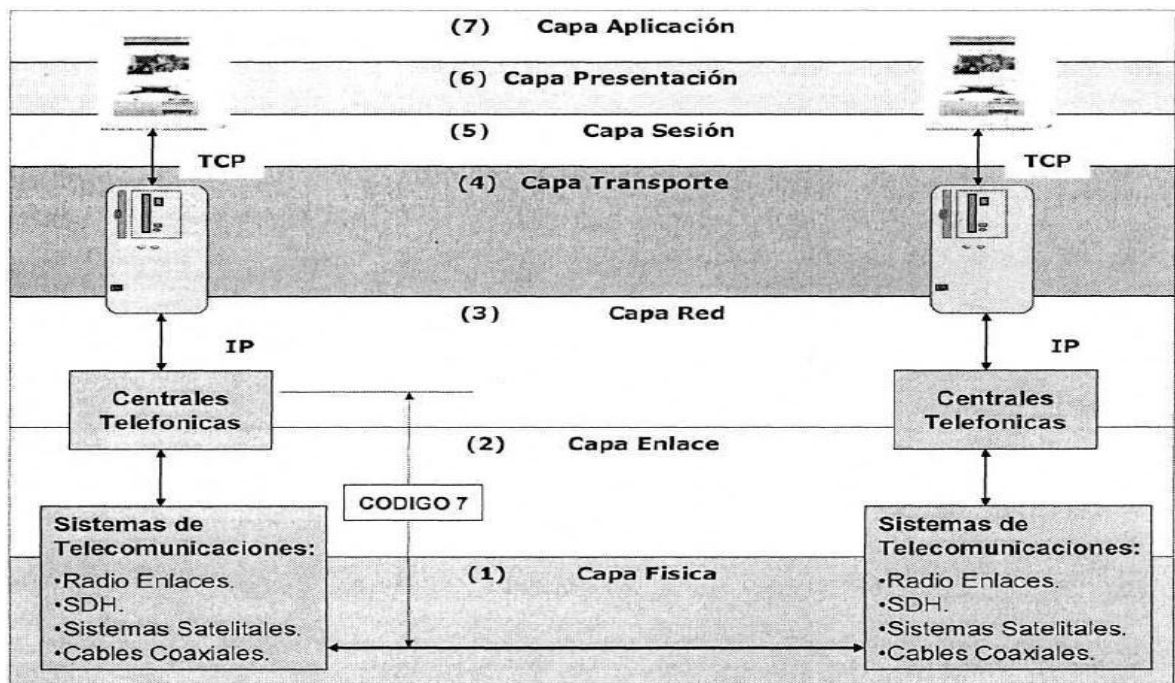 (7) Capa Aplicación
(6) Capa Presentación
(5) Capa Sesión
TCP
TCP
(4) Capa Transporte
(3) Capa Red
IP
IP
Centrales
Telefonicas
Centrales
Telefonicas
(2) Capa Enlace
CODIGO 7
Sistemas de
Telecomunicaciones:
•Radio Enlaces.
•SDH.
•Sistemas Satelitales.
•Cables Coaxiales.
(1) Capa Fisica
Sistemas de
Telecomunicaciones:
•Radio Enlaces.
•SDH.
•Sistemas Satelitales.
•Cables Coaxiales.